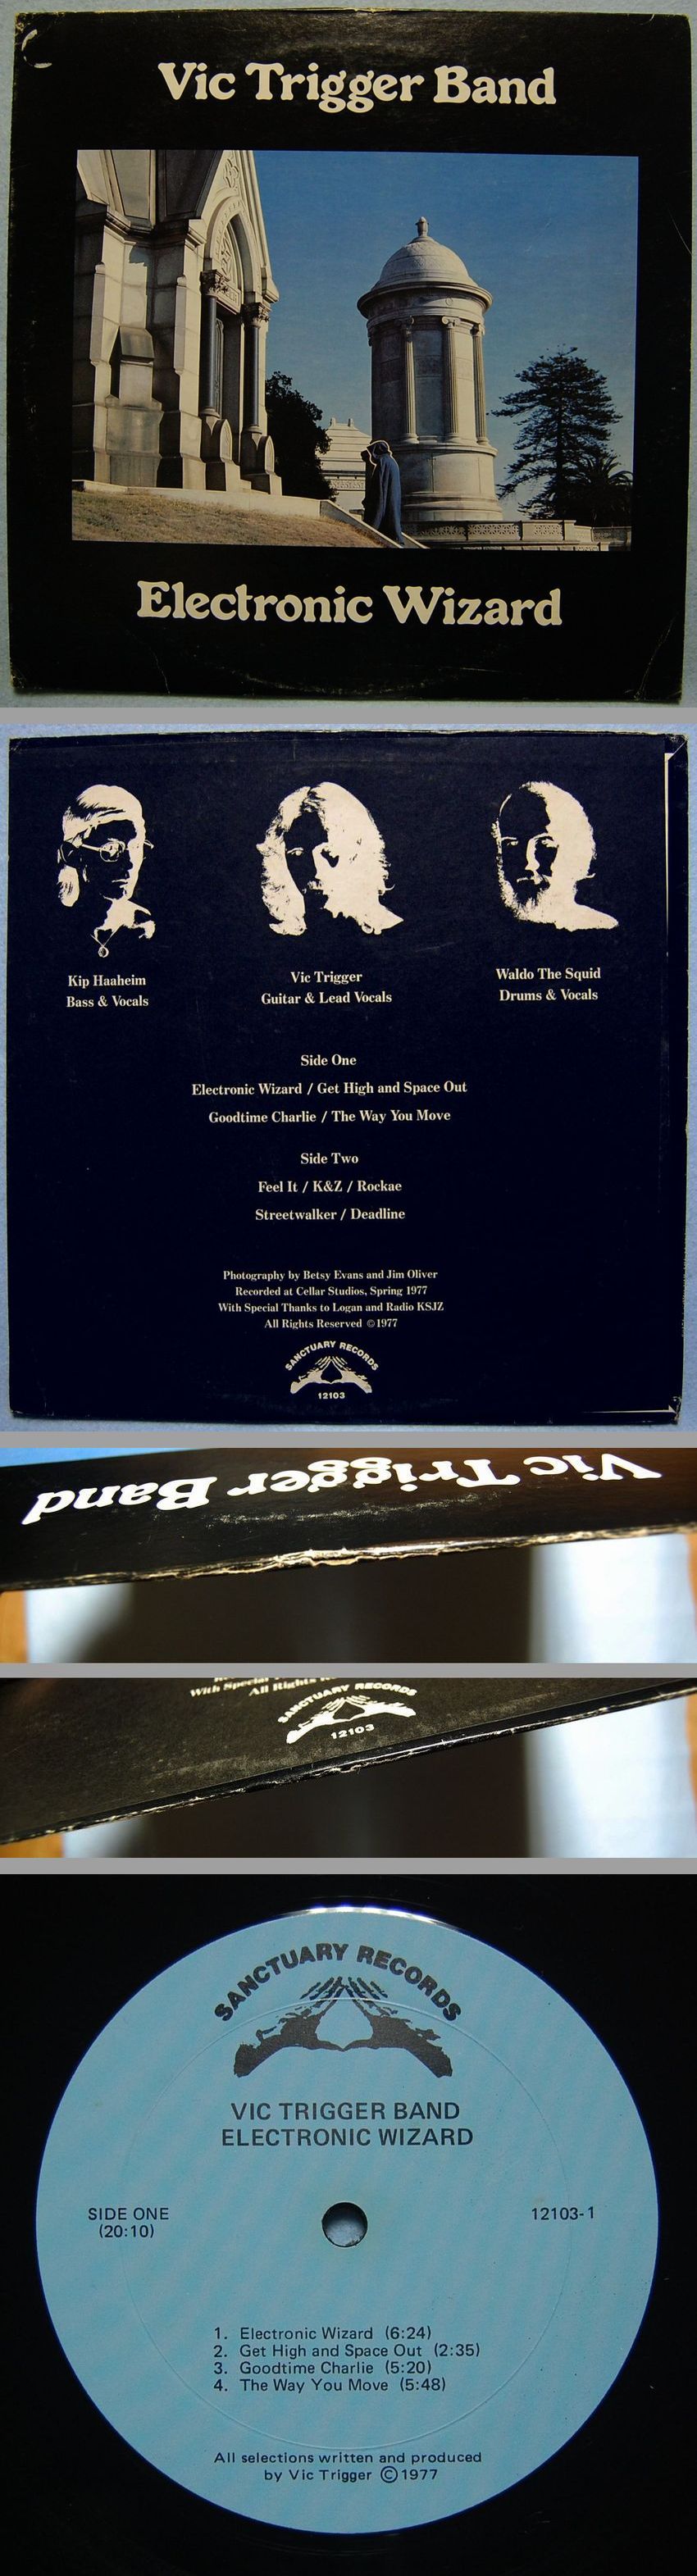 Vic Trigger Band
Electronic Wizard
Kip Haaheim
Bass & Vocals
Vic Trigger
Guitar & Lead Vocals
Waldo The Squid
Drums & Vocals
Side One
Electronic Wizard / Get High and Space Out
Goodtime Charlie / The Way You Move
Side Two
Feel It / K&Z / Rockae
Streetwalker / Deadline
Photography by Betsy Evans and Jim Oliver
Recorded at Cellar Studios, Spring 1977
With Special Thanks to Logan and Radio KSJZ
All Rights Reserved ©1977
SANCTUARY RECORDS
12103
Vic Trigger Band
With Special
All Rights
SANCTUARY RECORDS
12103
SANCTUARY RECORDS
VIC TRIGGER BAND
ELECTRONIC WIZARD
SIDE ONE
(20:10)
12103-1
1. Electronic Wizard (6:24)
2. Get High and Space Out (2:35)
3. Goodtime Charlie (5:20)
4. The Way You Move (5:48)
All selections written and produced
by Vic Trigger ©1977